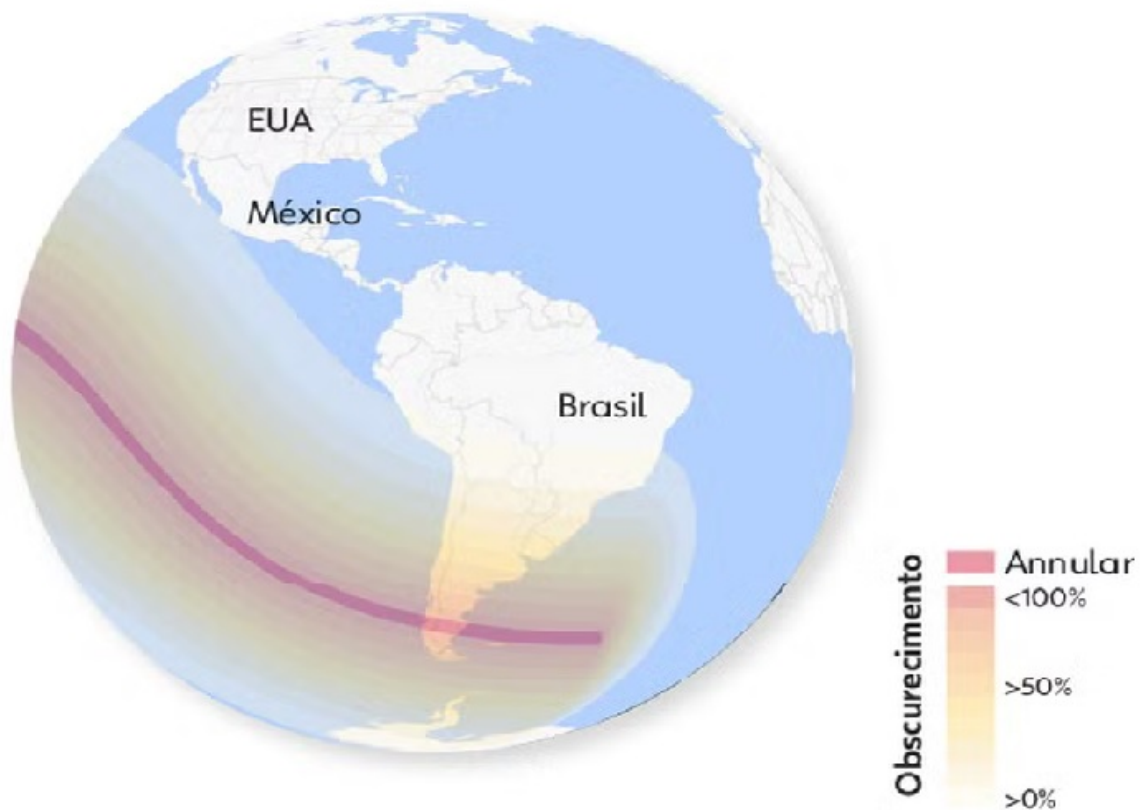 EUA
México
Brasil
Obscurecimento
Annular
<100%
>50%
>0%